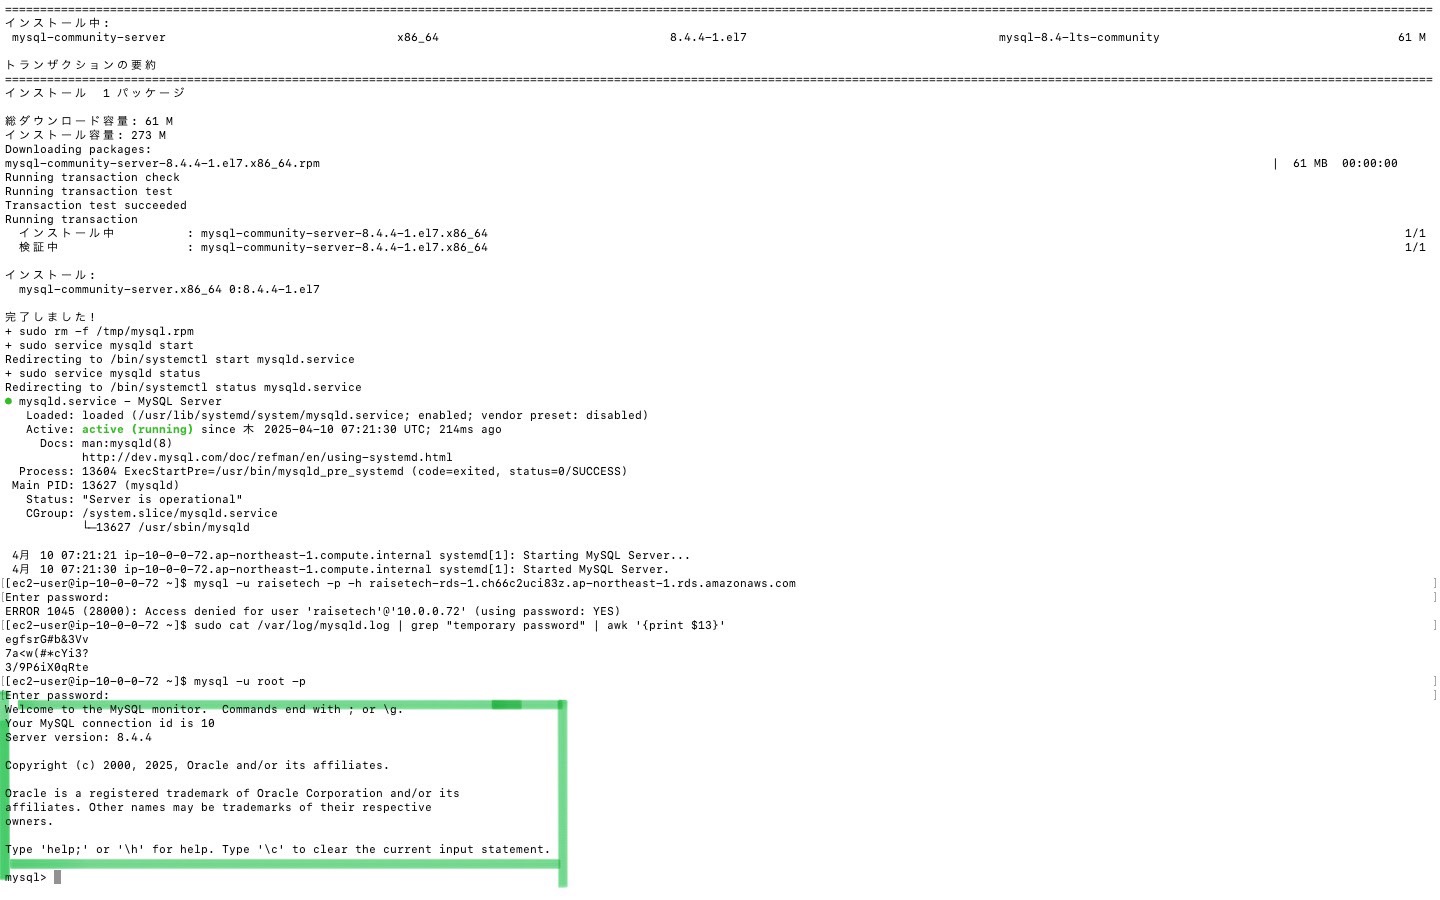 ================================================================================
インストール中:
 mysql-community-server x86_64 8.4.4-1.el7 mysql-8.4-lts-community 61 M

トランザクションの要約
================================================================================
インストール  1 パッケージ

総ダウンロード容量: 61 M
インストール容量: 273 M
Downloading packages:
mysql-community-server-8.4.4-1.el7.x86_64.rpm | 61 MB  00:00:00
Running transaction check
Running transaction test
Transaction test succeeded
Running transaction
  インストール中          : mysql-community-server-8.4.4-1.el7.x86_64 1/1
  検証中                  : mysql-community-server-8.4.4-1.el7.x86_64 1/1

インストール:
  mysql-community-server.x86_64 0:8.4.4-1.el7

完了しました!
+ sudo rm -f /tmp/mysql.rpm
+ sudo service mysqld start
Redirecting to /bin/systemctl start mysqld.service
+ sudo service mysqld status
Redirecting to /bin/systemctl status mysqld.service
● mysqld.service - MySQL Server
   Loaded: loaded (/usr/lib/systemd/system/mysqld.service; enabled; vendor preset: disabled)
   Active: active (running) since 木 2025-04-10 07:21:30 UTC; 214ms ago
     Docs: man:mysqld(8)
           http://dev.mysql.com/doc/refman/en/using-systemd.html
  Process: 13604 ExecStartPre=/usr/bin/mysqld_pre_systemd (code=exited, status=0/SUCCESS)
 Main PID: 13627 (mysqld)
   Status: "Server is operational"
   CGroup: /system.slice/mysqld.service
           └─13627 /usr/sbin/mysqld

 4月 10 07:21:21 ip-10-0-0-72.ap-northeast-1.compute.internal systemd[1]: Starting MySQL Server...
 4月 10 07:21:30 ip-10-0-0-72.ap-northeast-1.compute.internal systemd[1]: Started MySQL Server.
[[ec2-user@ip-10-0-0-72 ~]$ mysql -u raisetech -p -h raisetech-rds-1.ch66c2uci83z.ap-northeast-1.rds.amazonaws.com ]
[Enter password: ]
ERROR 1045 (28000): Access denied for user 'raisetech'@'10.0.0.72' (using password: YES)
[[ec2-user@ip-10-0-0-72 ~]$ sudo cat /var/log/mysqld.log | grep "temporary password" | awk '{print $13}' ]
egfsrG#b&3Vv
7a<w(#*cYi3?
3/9P6iX0qRte
[[ec2-user@ip-10-0-0-72 ~]$ mysql -u root -p ]
[Enter password: ]
Welcome to the MySQL monitor.  Commands end with ; or \g.
Your MySQL connection id is 10
Server version: 8.4.4

Copyright (c) 2000, 2025, Oracle and/or its affiliates.

Oracle is a registered trademark of Oracle Corporation and/or its
affiliates. Other names may be trademarks of their respective
owners.

Type 'help;' or '\h' for help. Type '\c' to clear the current input statement.

mysql>